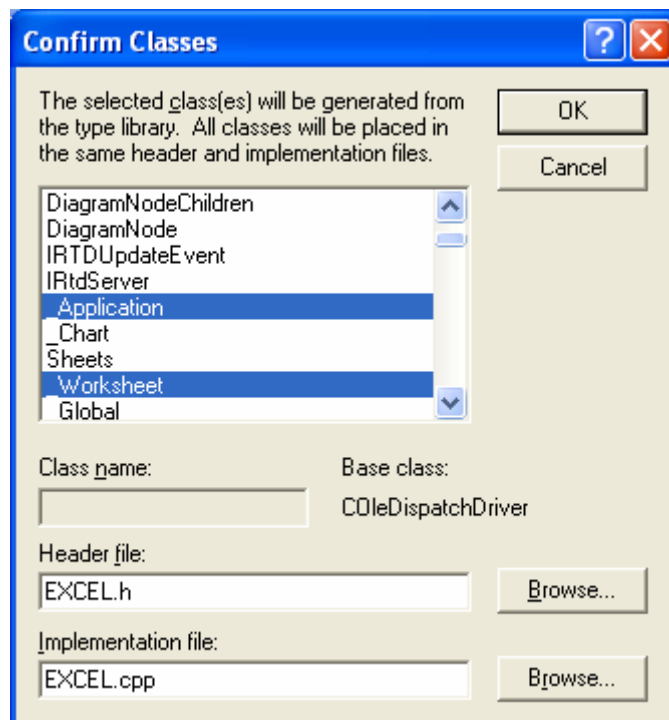 Confirm Classes
The selected class(es) will be generated from
the type library. All classes will be placed in
the same header and implementation files.
OK
Cancel
DiagramNodeChildren
DiagramNode
IRTDUpdateEvent
IRtdServer
_Application
_Chart
Sheets
_Worksheet
_Global
Class name:
Base class:
COleDispatchDriver
Header file:
EXCEL.h
Browse...
Implementation file:
EXCEL.cpp
Browse...